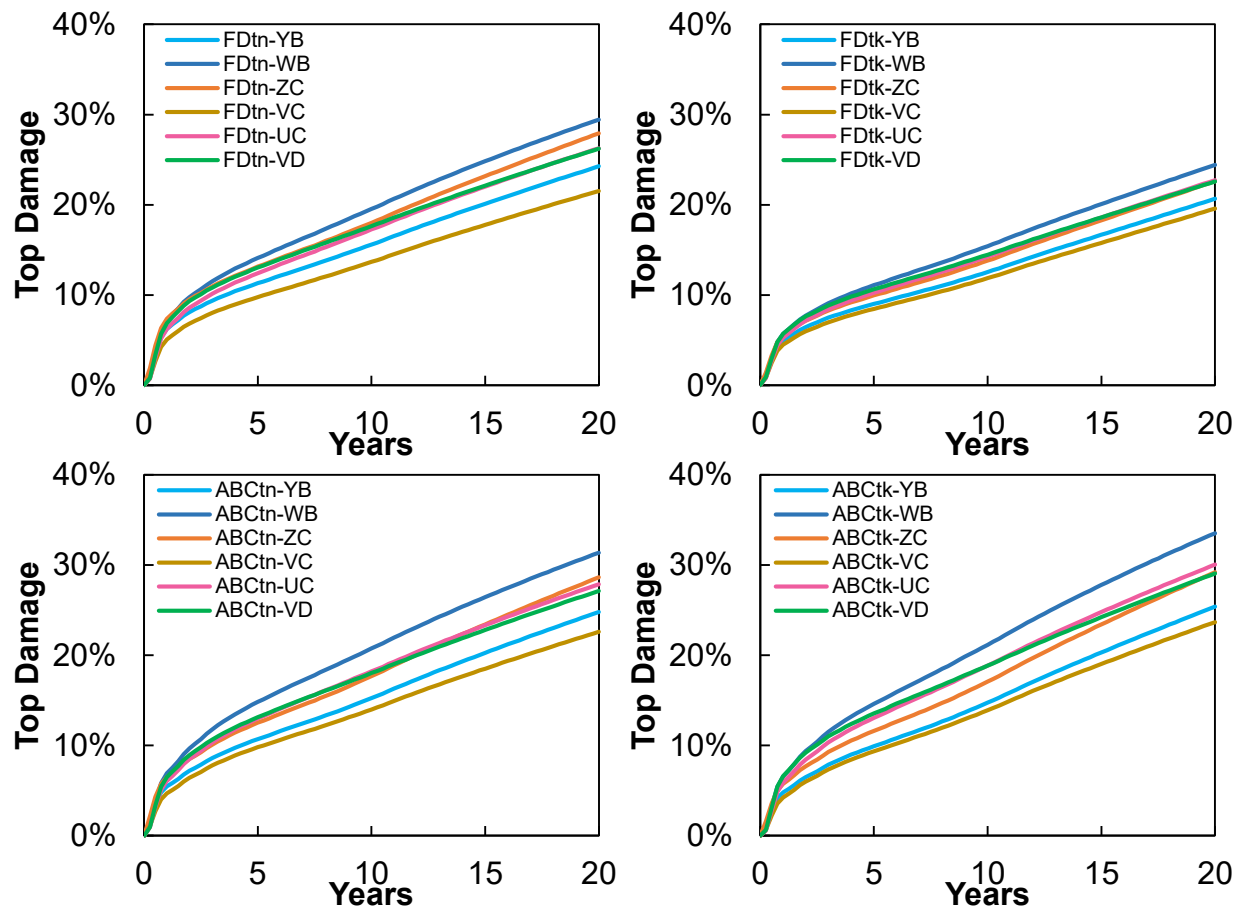 40%
30%
20%
10%
0%
Top Damage
FDtn-YB
FDtn-WB
FDtn-ZC
FDtn-VC
FDtn-UC
FDtn-VD
0 5 10 15 20
Years
40%
30%
20%
10%
0%
Top Damage
FDtk-YB
FDtk-WB
FDtk-ZC
FDtk-VC
FDtk-UC
FDtk-VD
0 5 10 15 20
Years
40%
30%
20%
10%
0%
Top Damage
ABCtn-YB
ABCtn-WB
ABCtn-ZC
ABCtn-VC
ABCtn-UC
ABCtn-VD
0 5 10 15 20
Years
40%
30%
20%
10%
0%
Top Damage
ABCtk-YB
ABCtk-WB
ABCtk-ZC
ABCtk-VC
ABCtk-UC
ABCtk-VD
0 5 10 15 20
Years